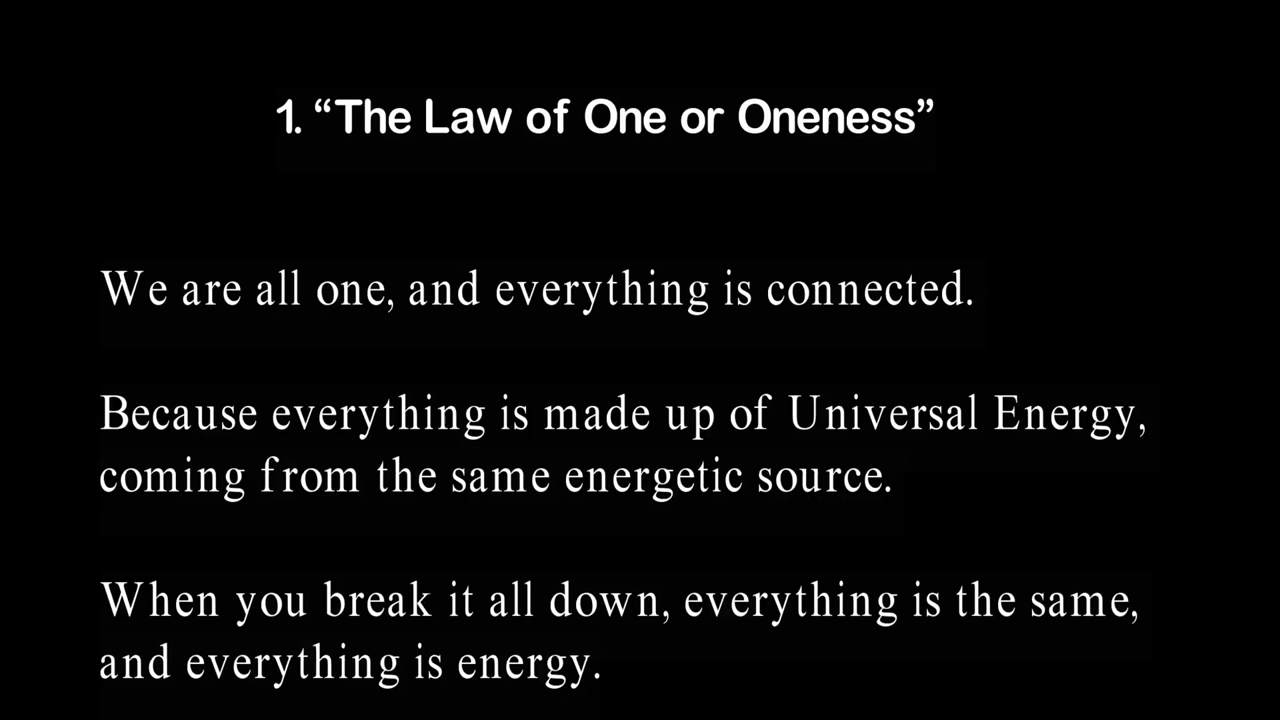 1. “The Law of One or Oneness”
We are all one, and everything is connected.
Because everything is made up of Universal Energy,
coming from the same energetic source.
When you break it all down, everything is the same,
and everything is energy.